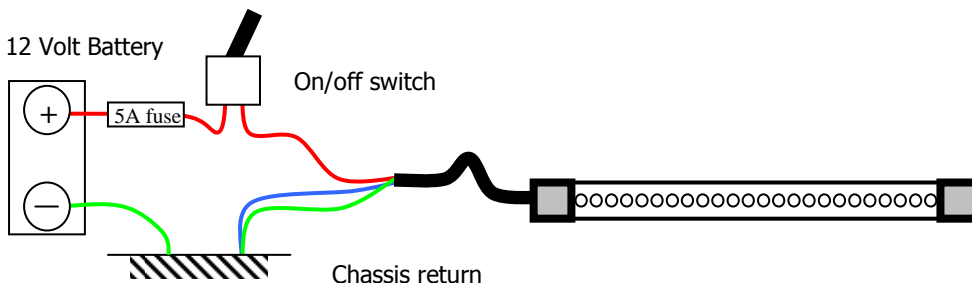 12 Volt Battery
On/off switch
+
5A fuse
−
Chassis return